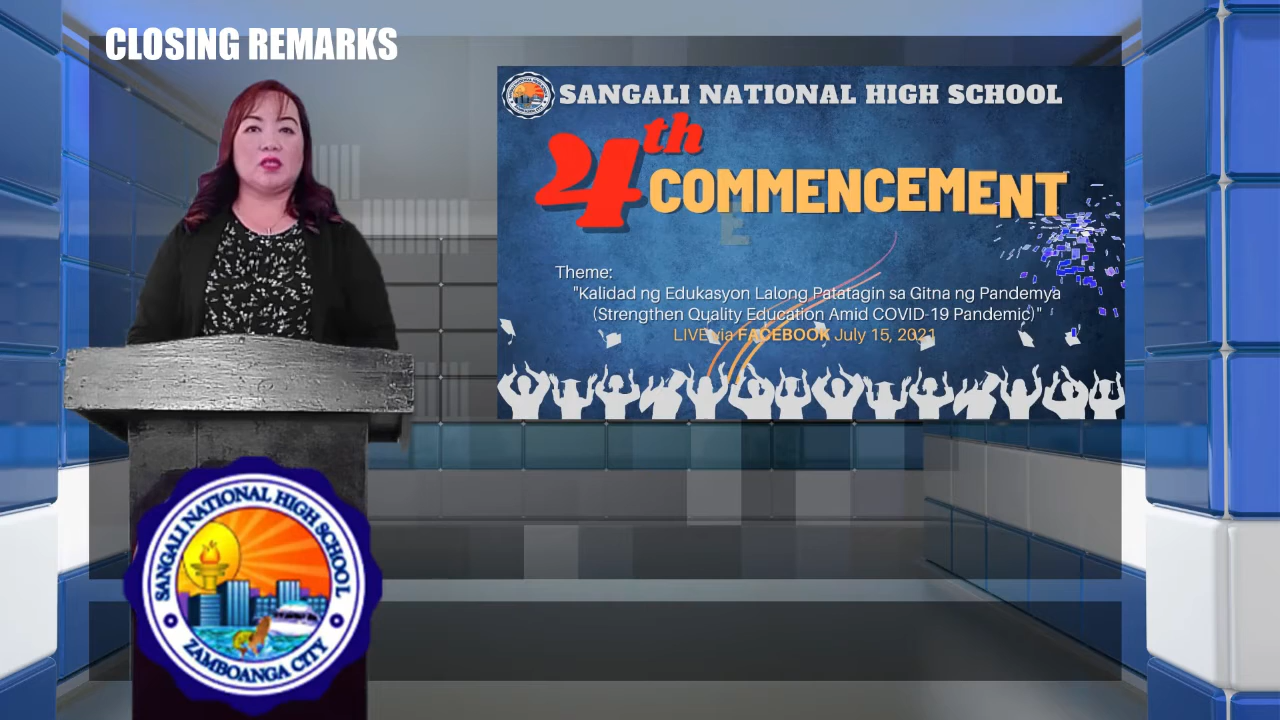 CLOSING REMARKS
SANGALI NATIONAL HIGH SCHOOL
4th
COMMENCEMENT
E
Theme:
"Kalidad ng Edukasyon Lalong Patatagin sa Gitna ng Pandemya
(Strengthen Quality Education Amid COVID-19 Pandemic)"
LIVE via FACEBOOK July 15, 2021
SANGALI NATIONAL HIGH SCHOOL
ZAMBOANGA CITY